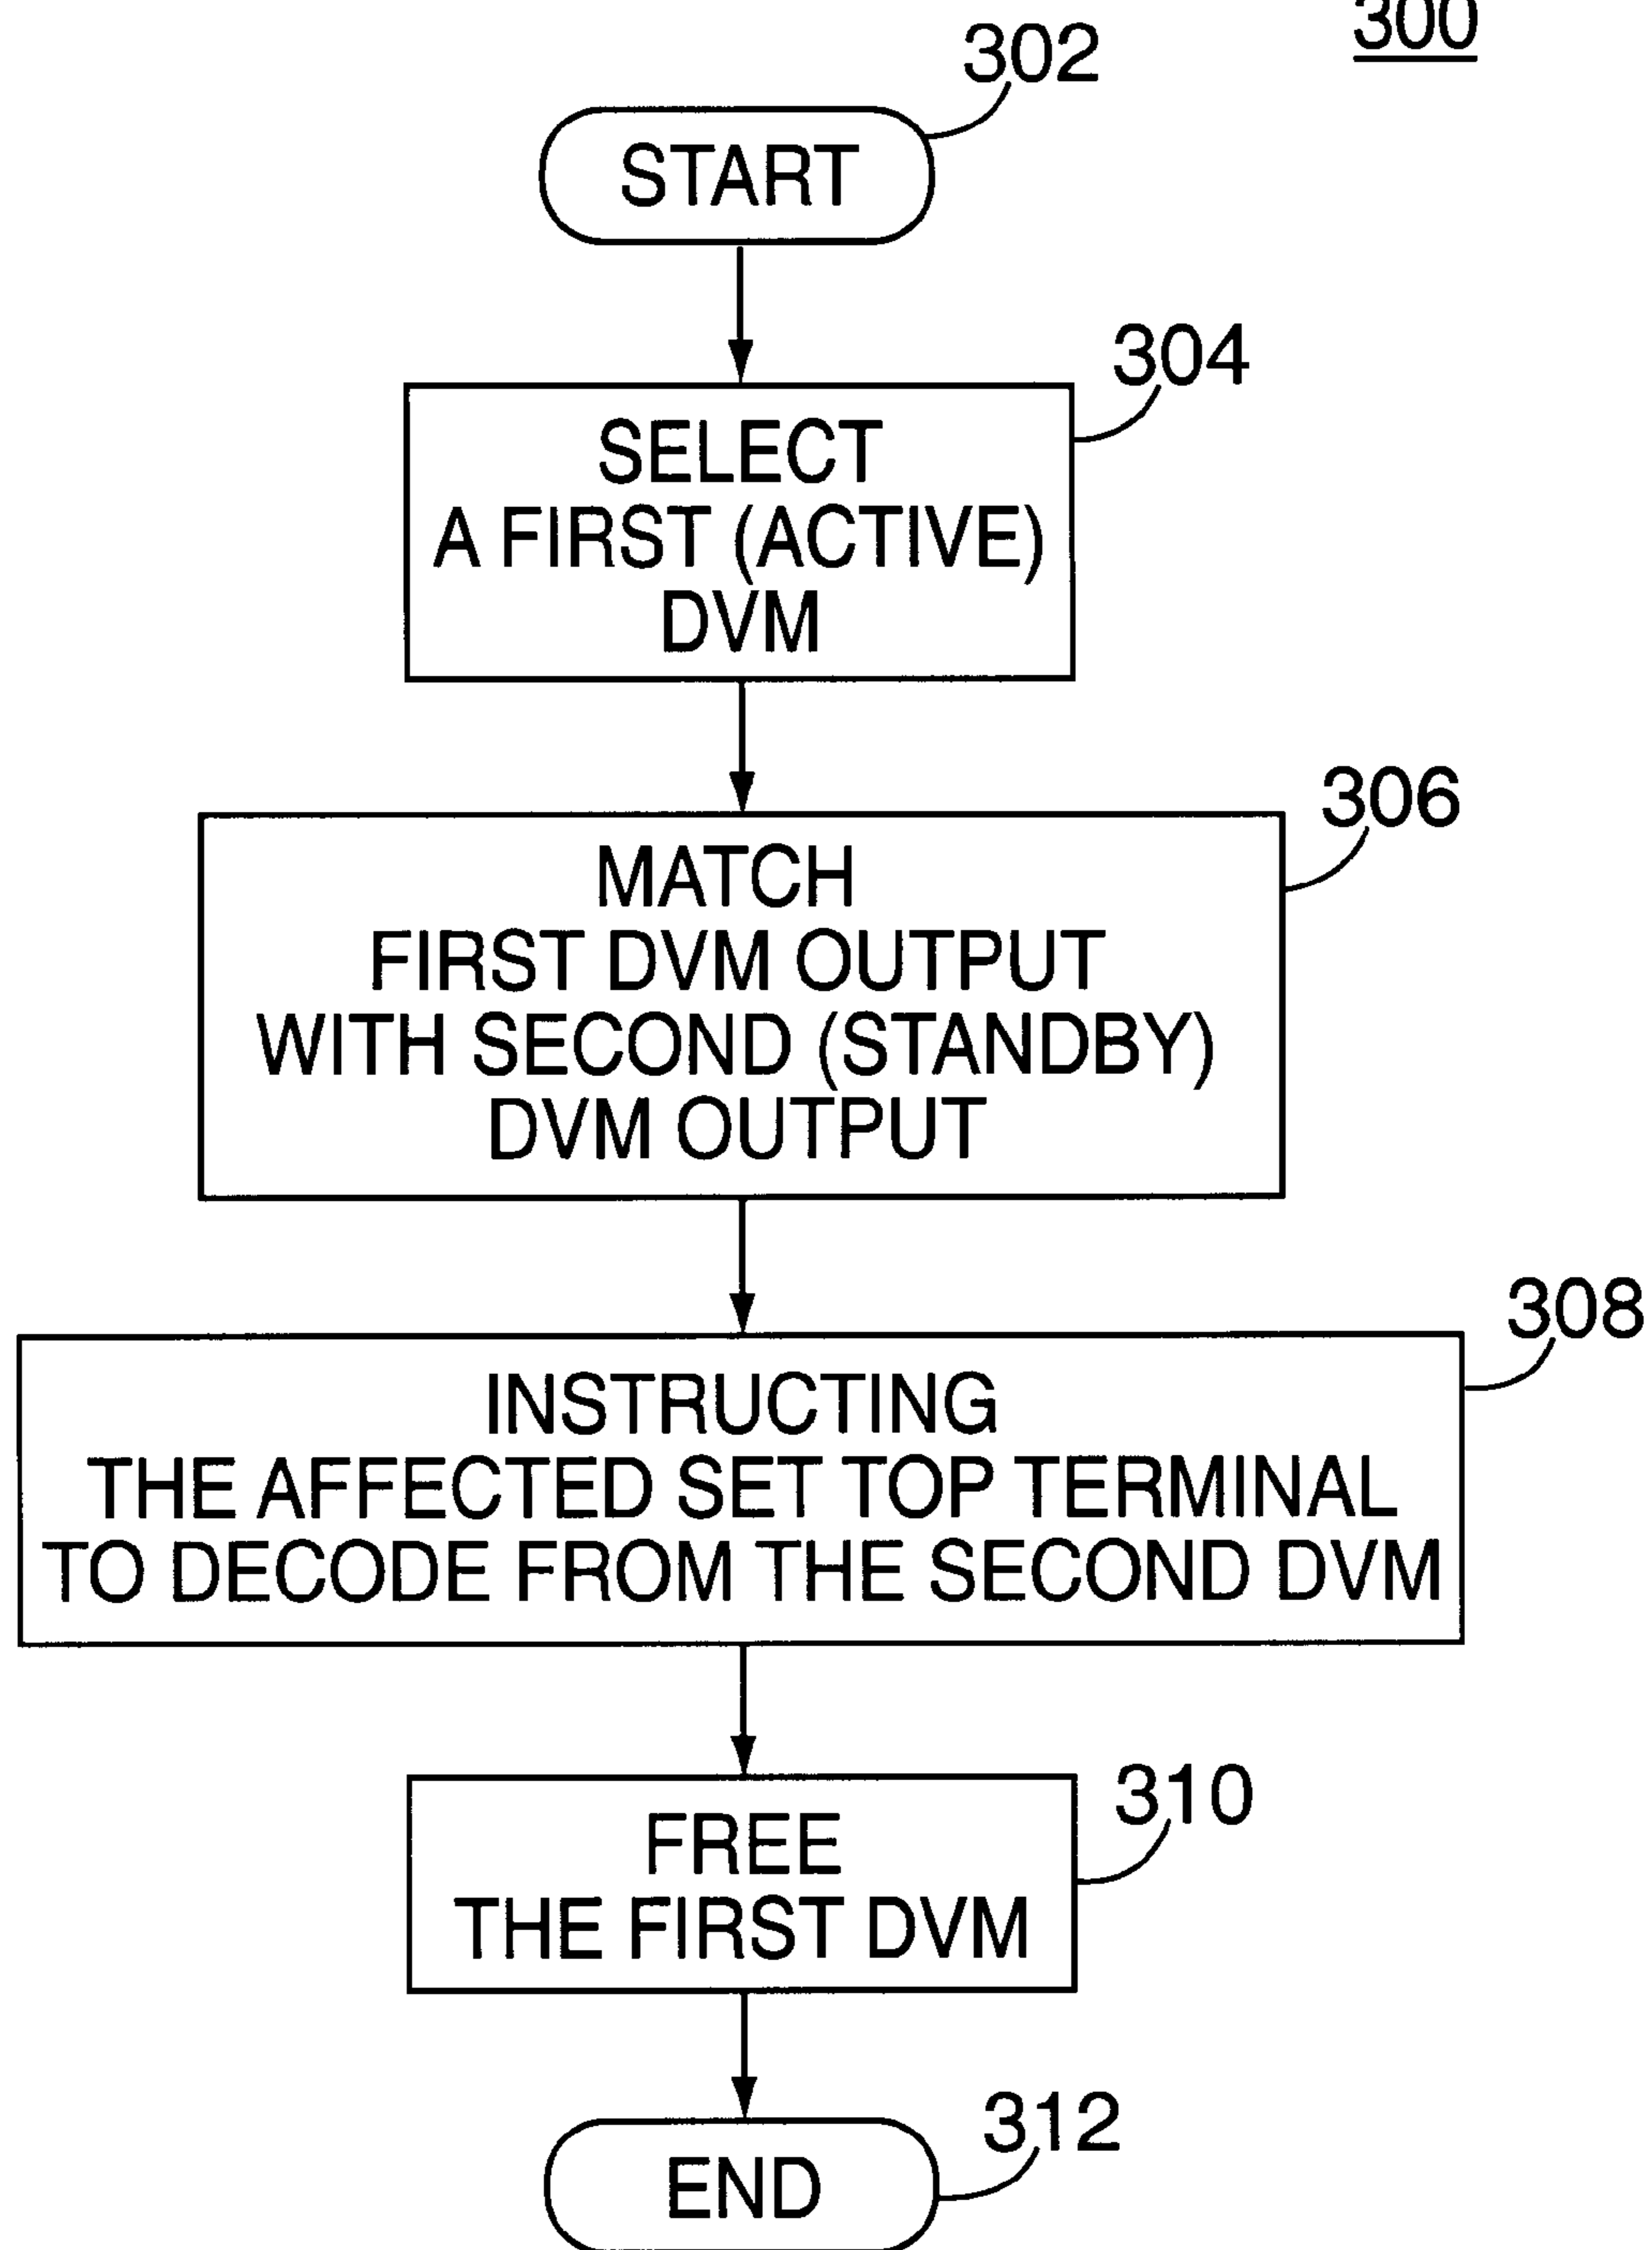 300
302
START
304
SELECT
A FIRST (ACTIVE)
DVM
306
MATCH
FIRST DVM OUTPUT
WITH SECOND (STANDBY)
DVM OUTPUT
308
INSTRUCTING
THE AFFECTED SET TOP TERMINAL
TO DECODE FROM THE SECOND DVM
310
FREE
THE FIRST DVM
312
END